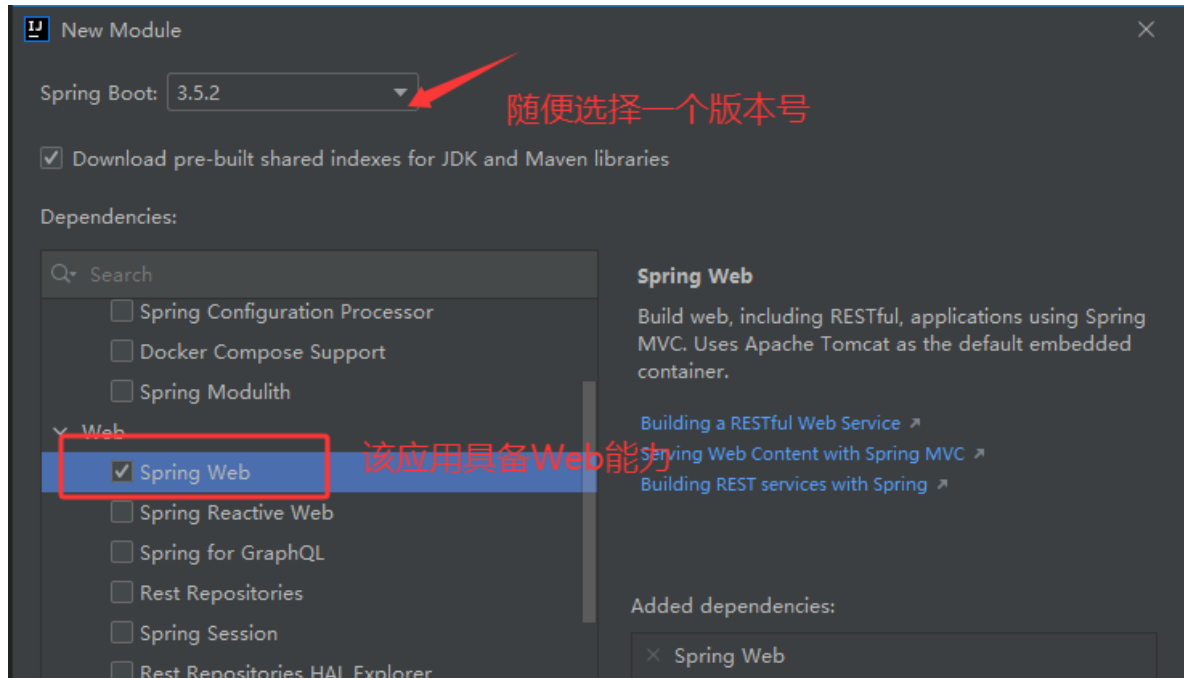 New Module
Spring Boot: 3.5.2
随便选择一个版本号
Download pre-built shared indexes for JDK and Maven libraries
Dependencies:
Search
Spring Configuration Processor
Docker Compose Support
Spring Modulith
Web
Spring Web
该应用具备Web能力
Spring Reactive Web
Spring for GraphQL
Rest Repositories
Spring Session
Rest Repositories HAL Explorer
Spring Web
Build web, including RESTful, applications using Spring
MVC. Uses Apache Tomcat as the default embedded
container.
Building a RESTful Web Service
Serving Web Content with Spring MVC
Building REST services with Spring
Added dependencies:
Spring Web